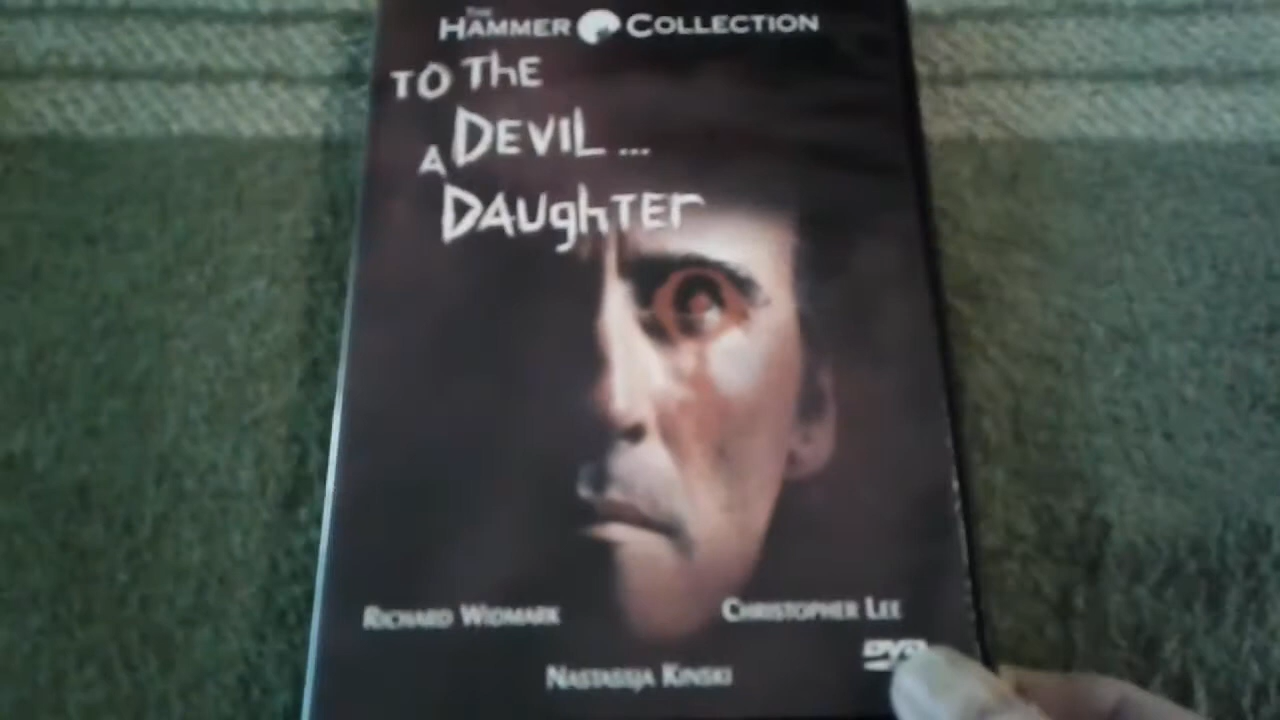 THE
HAMMER COLLECTION
TO THE
DEVIL...
A
DAUGHTER
RICHARD WIDMARK
CHRISTOPHER LEE
NASTASSJA KINSKI
DVD